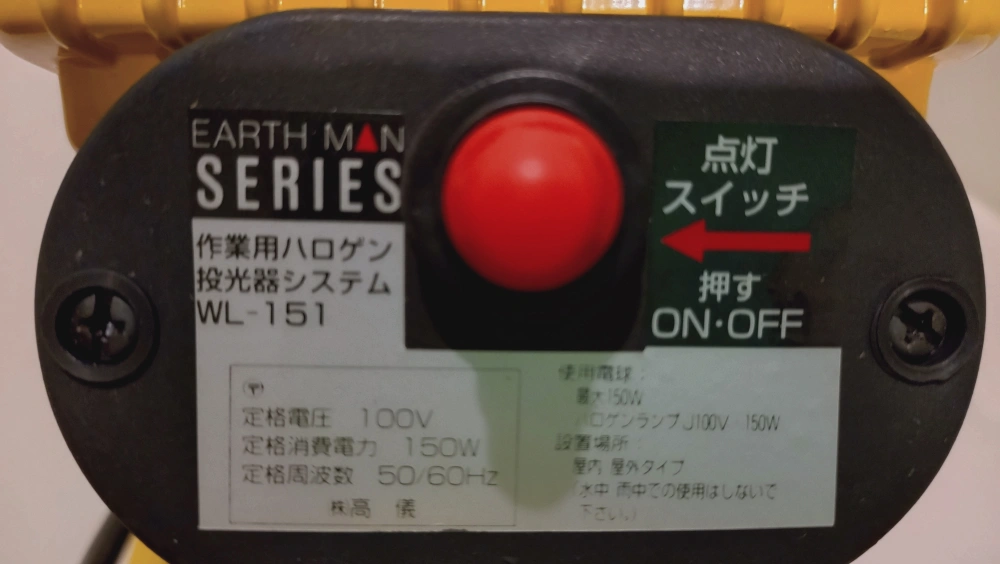 EARTH MAN
SERIES
作業用ハロゲン
投光器システム
WL-151
点灯
スイッチ
押す
ON・OFF
〒
定格電圧 100V
定格消費電力 150W
定格周波数 50/60Hz
㈱高儀
使用電球：
最大150W
ハロゲンランプ J100V 150W
設置場所：
屋内 屋外タイプ
(水中 雨中での使用はしないで
下さい。)